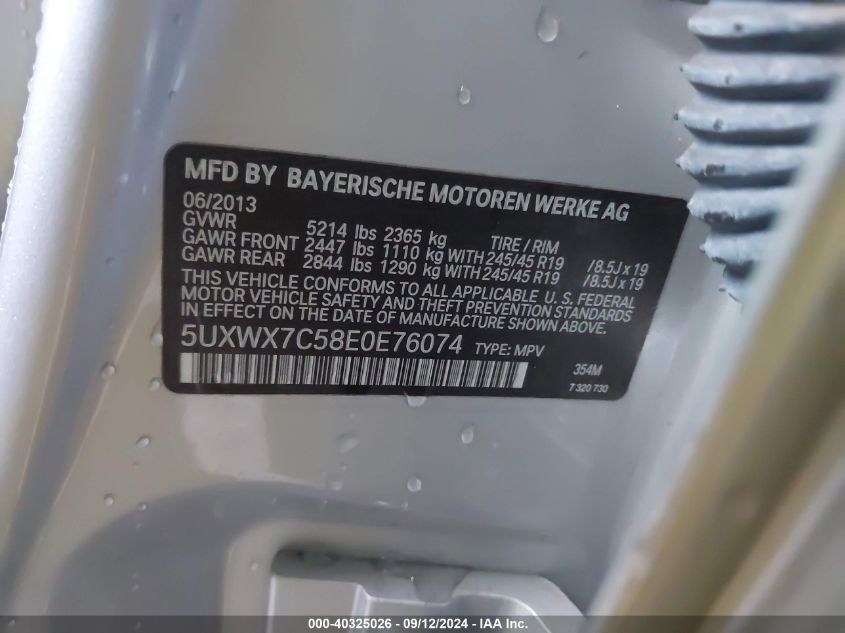 MFD BY BAYERISCHE MOTOREN WERKE AG
06/2013
GVWR 5214 lbs 2365 kg TIRE / RIM
GAWR FRONT 2447 lbs 1110 kg WITH 245/45 R19 /8.5J x 19
GAWR REAR 2844 lbs 1290 kg WITH 245/45 R19 /8.5J x 19
THIS VEHICLE CONFORMS TO ALL APPLICABLE U. S. FEDERAL
MOTOR VEHICLE SAFETY AND THEFT PREVENTION STANDARDS
IN EFFECT ON THE DATE OF MANUFACTURE SHOWN ABOVE.
5UXWX7C58E0E76074 TYPE: MPV
354M
7 320 730
000-40325026 - 09/12/2024 - IAA Inc.